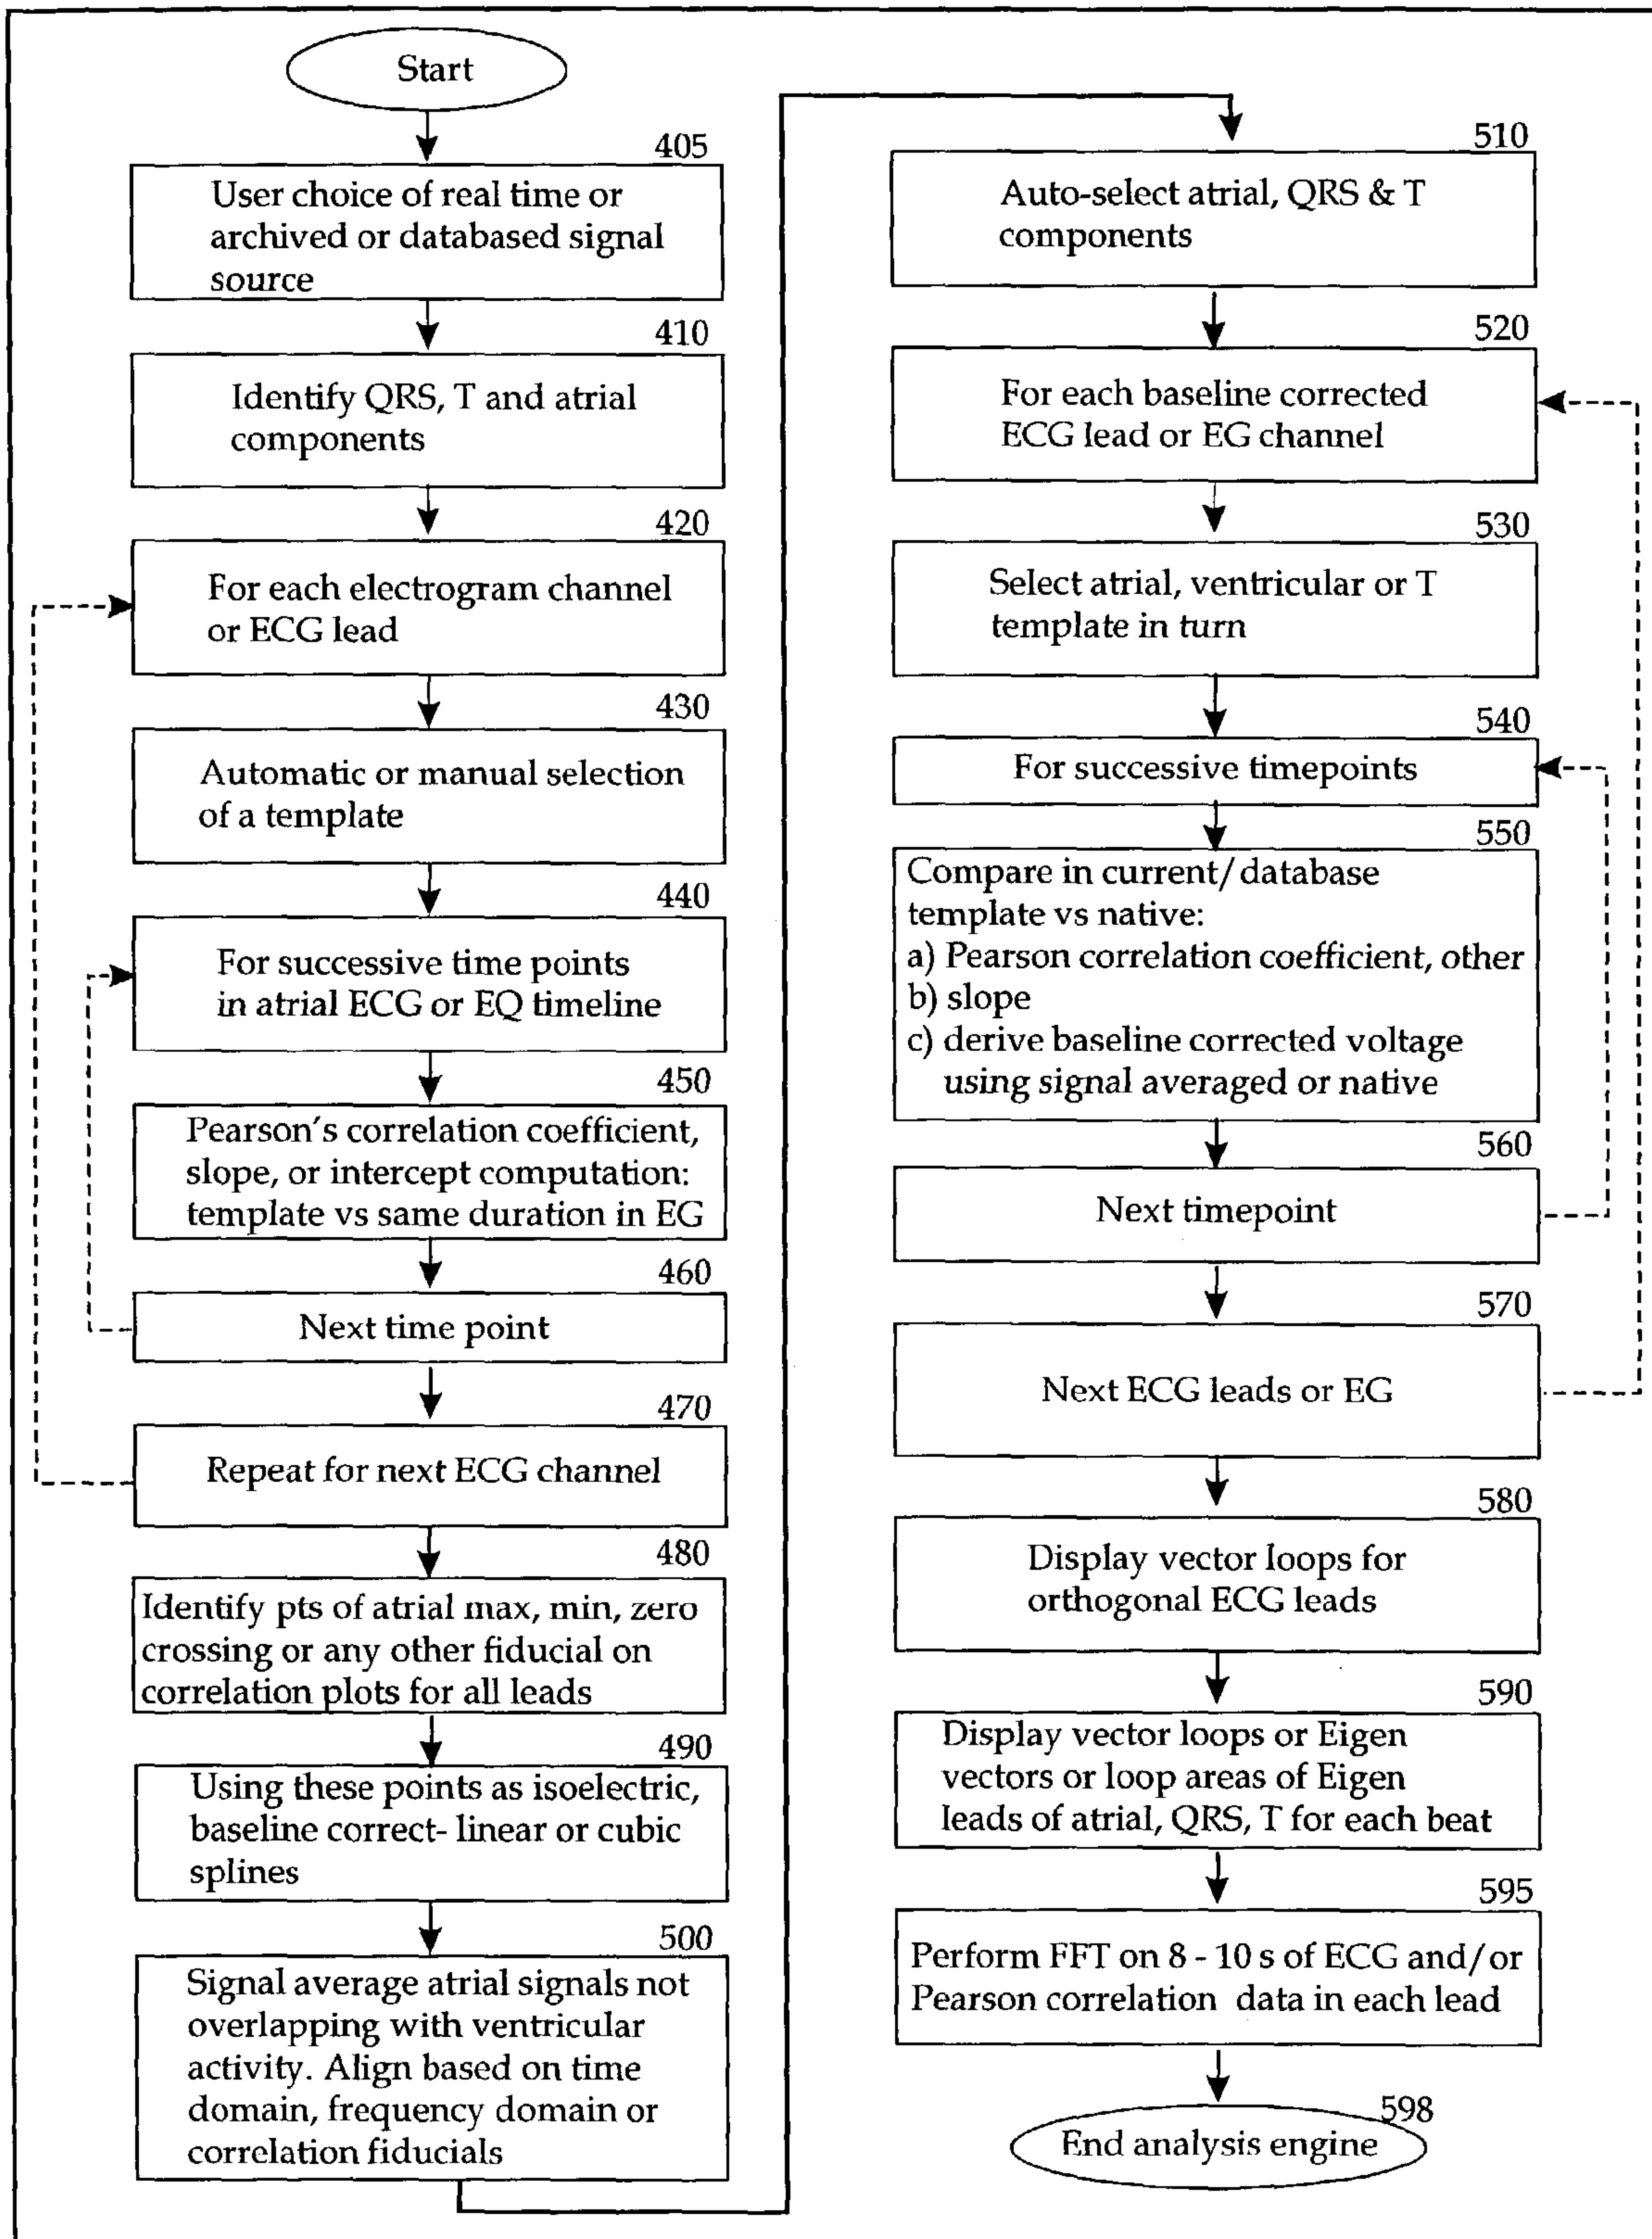 Start
405
User choice of real time or
archived or databased signal
source
410
Identify QRS, T and atrial
components
420
For each electrogram channel
or ECG lead
430
Automatic or manual selection
of a template
440
For successive time points
in atrial ECG or EQ timeline
450
Pearson's correlation coefficient,
slope, or intercept computation:
template vs same duration in EG
460
Next time point
470
Repeat for next ECG channel
480
Identify pts of atrial max, min, zero
crossing or any other fiducial on
correlation plots for all leads
490
Using these points as isoelectric,
baseline correct- linear or cubic
splines
500
Signal average atrial signals not
overlapping with ventricular
activity. Align based on time
domain, frequency domain or
correlation fiducials
510
Auto-select atrial, QRS & T
components
520
For each baseline corrected
ECG lead or EG channel
530
Select atrial, ventricular or T
template in turn
540
For successive timepoints
550
Compare in current/database
template vs native:
a) Pearson correlation coefficient, other
b) slope
c) derive baseline corrected voltage
using signal averaged or native
560
Next timepoint
570
Next ECG leads or EG
580
Display vector loops for
orthogonal ECG leads
590
Display vector loops or Eigen
vectors or loop areas of Eigen
leads of atrial, QRS, T for each beat
595
Perform FFT on 8 - 10 s of ECG and/or
Pearson correlation data in each lead
598
End analysis engine